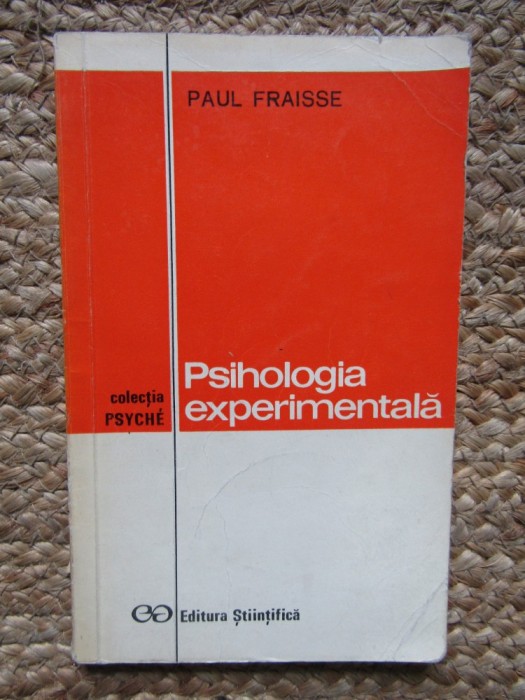 PAUL FRAISSE
Psihologia
experimentală
colecția
PSYCHÉ
Editura Științifică